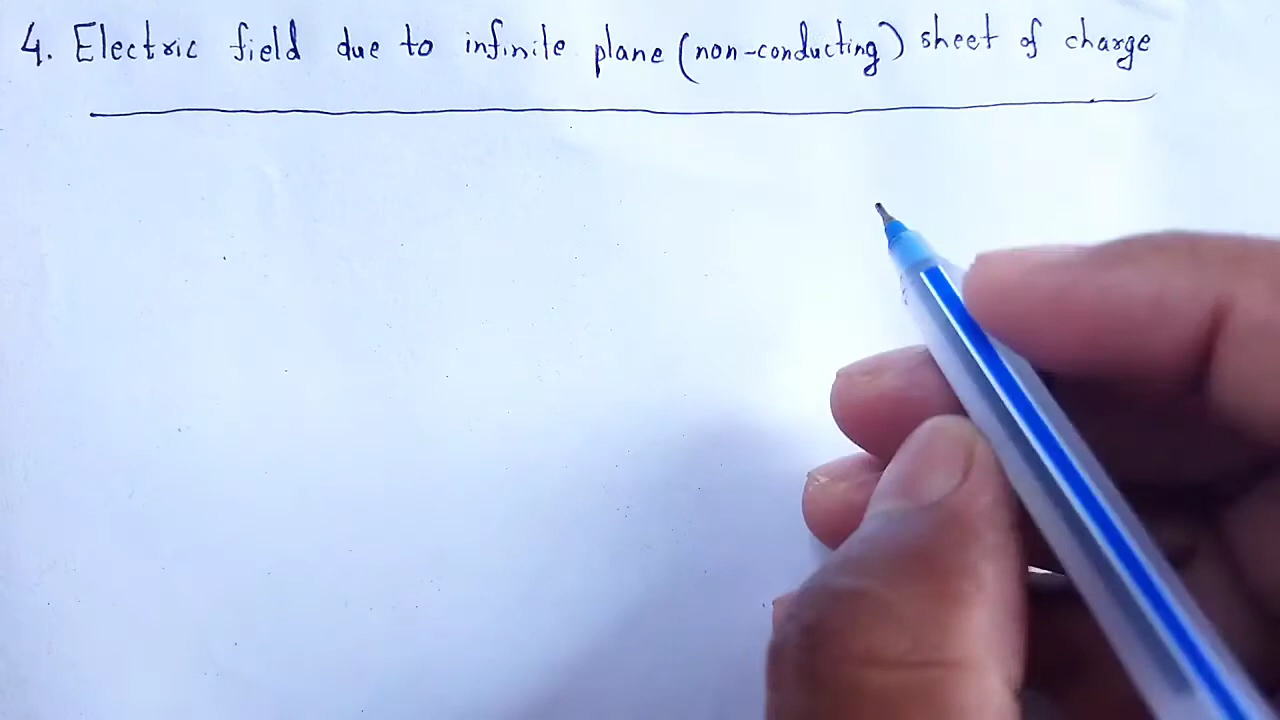 4. Electric field due to infinite plane (non-conducting) sheet of charge